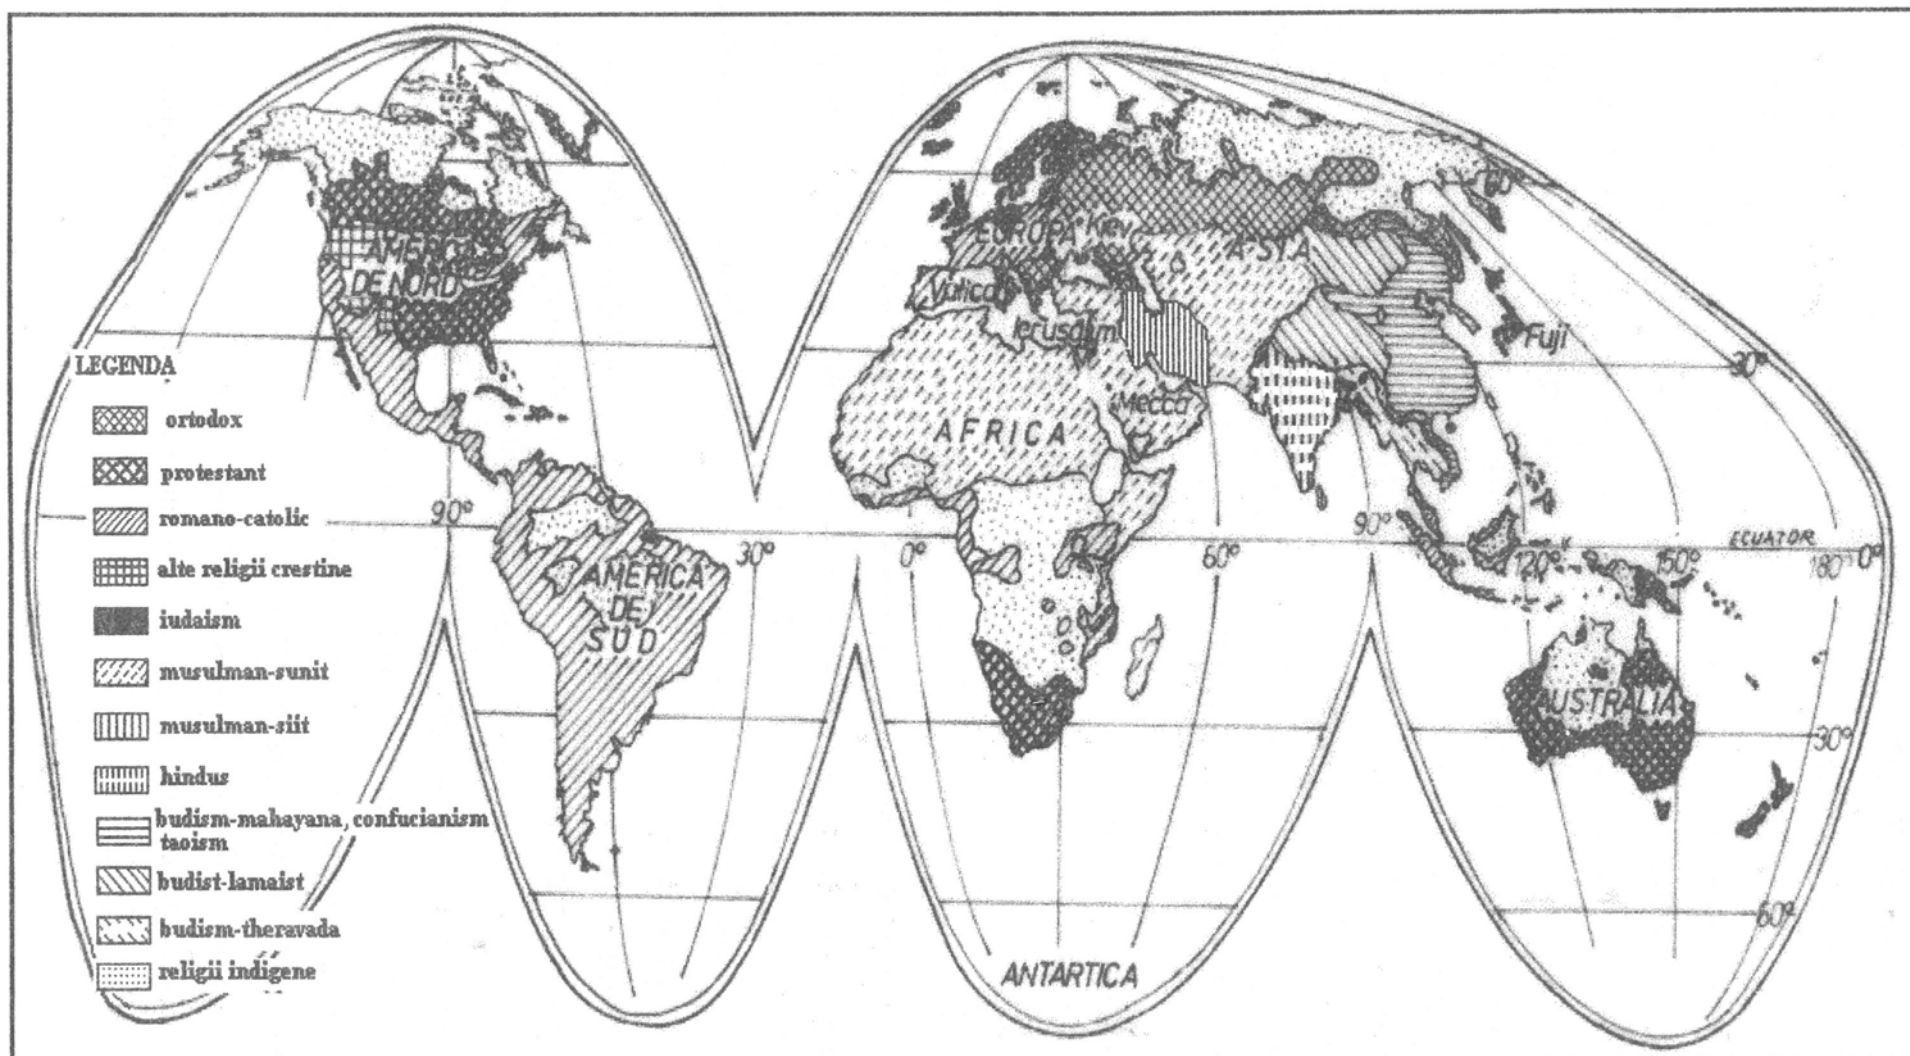 LEGENDA
ortodox
protestant
romano-catolic
alte religii crestine
iudaism
musulman-sunit
musulman-siit
hindus
budism-mahayana, confucianism
taoism
budist-lamaist
budism-theravada
religii indigene
AMERICA
DE NORD
90°
30°
AMERICA
DE
SUD
EUROPA
Kiev
ASIA
Vatican
Ierusalim
Mecca
AFRICA
Fuji
60°
30°
0°
60°
90°
120°
150°
180°
0°
ECUATOR
AUSTRALIA
30°
60°
ANTARTICA